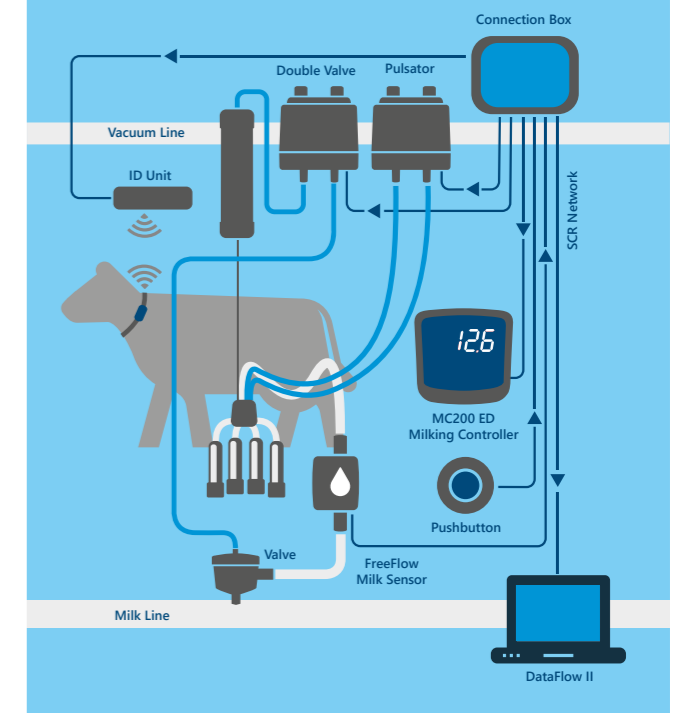 Connection Box
Double Valve
Pulsator
Vacuum Line
ID Unit
SCR Network
12.6
MC200 ED
Milking Controller
Pushbutton
Valve
FreeFlow
Milk Sensor
Milk Line
DataFlow II